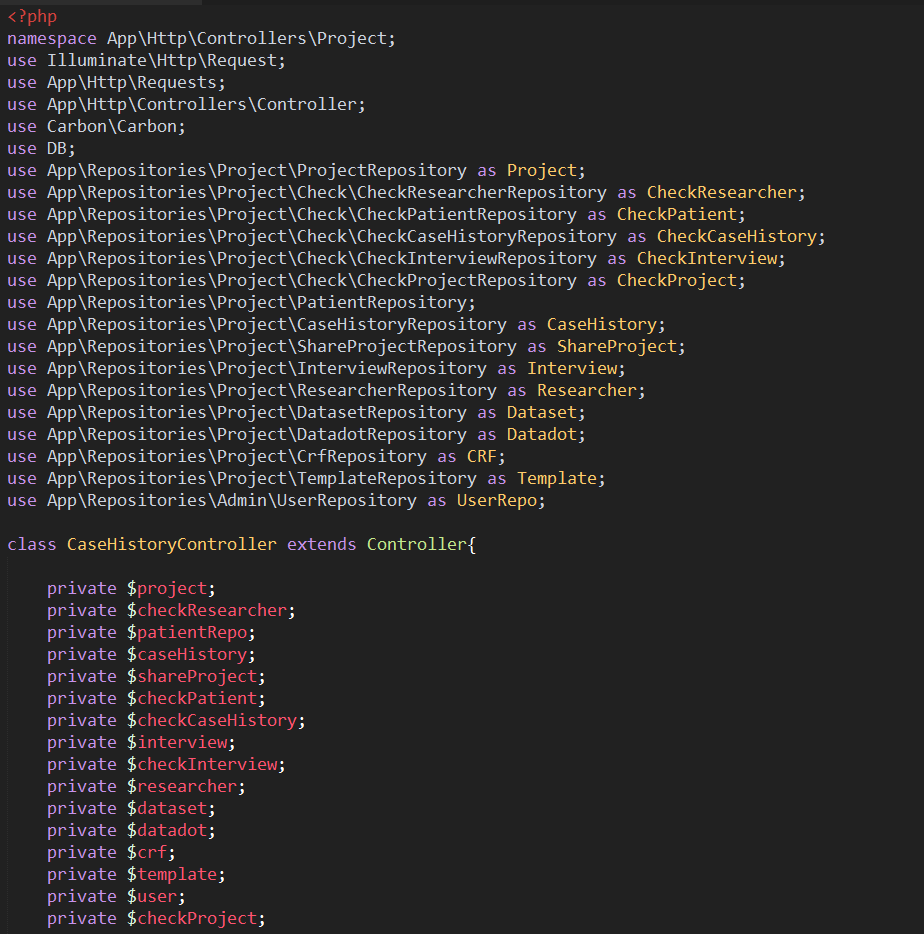 <?php
namespace App\Http\Controllers\Project;
use Illuminate\Http\Request;
use App\Http\Requests;
use App\Http\Controllers\Controller;
use Carbon\Carbon;
use DB;
use App\Repositories\Project\ProjectRepository as Project;
use App\Repositories\Project\Check\CheckResearcherRepository as CheckResearcher;
use App\Repositories\Project\Check\CheckPatientRepository as CheckPatient;
use App\Repositories\Project\Check\CheckCaseHistoryRepository as CheckCaseHistory;
use App\Repositories\Project\Check\CheckInterviewRepository as CheckInterview;
use App\Repositories\Project\Check\CheckProjectRepository as CheckProject;
use App\Repositories\Project\PatientRepository;
use App\Repositories\Project\CaseHistoryRepository as CaseHistory;
use App\Repositories\Project\ShareProjectRepository as ShareProject;
use App\Repositories\Project\InterviewRepository as Interview;
use App\Repositories\Project\ResearcherRepository as Researcher;
use App\Repositories\Project\DatasetRepository as Dataset;
use App\Repositories\Project\DatadotRepository as Datadot;
use App\Repositories\Project\CrfRepository as CRF;
use App\Repositories\Project\TemplateRepository as Template;
use App\Repositories\Admin\UserRepository as UserRepo;
class CaseHistoryController extends Controller{
private $project;
private $checkResearcher;
private $patientRepo;
private $caseHistory;
private $shareProject;
private $checkPatient;
private $checkCaseHistory;
private $interview;
private $checkInterview;
private $researcher;
private $dataset;
private $datadot;
private $crf;
private $template;
private $user;
private $checkProject;